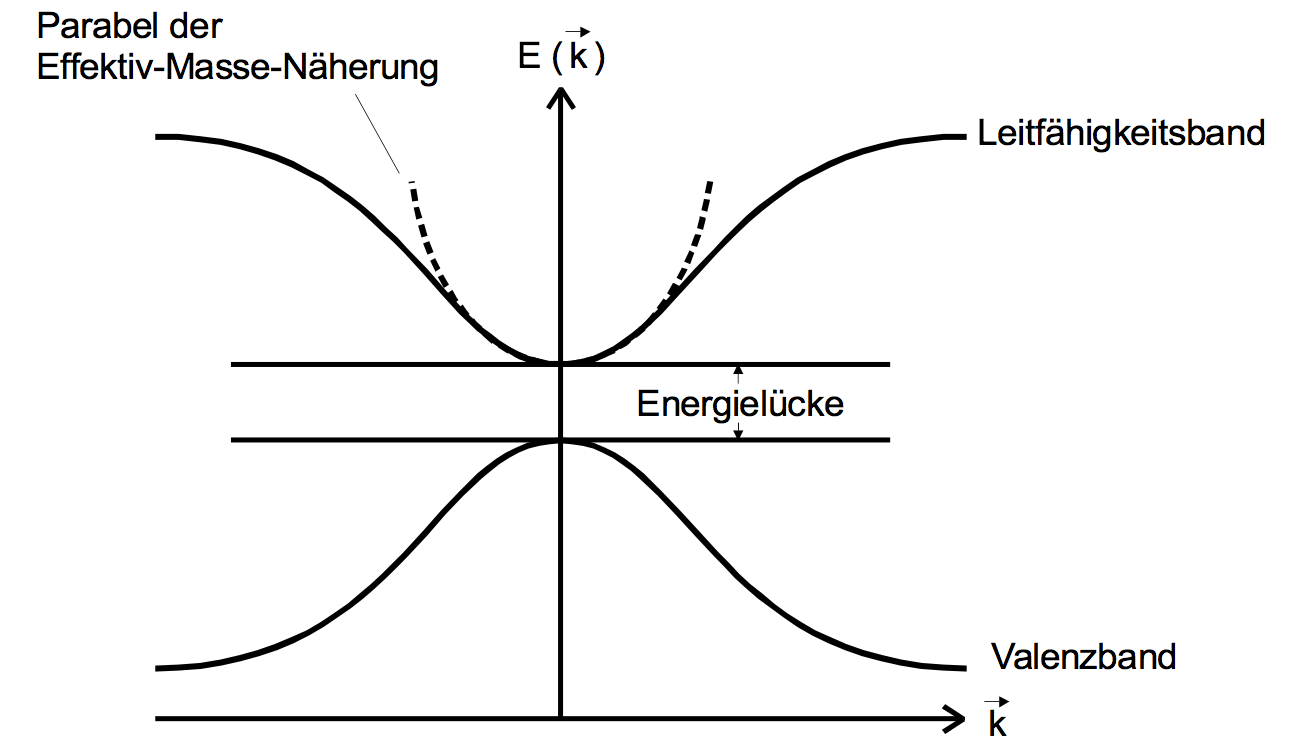 Parabel der
Effektiv-Masse-Näherung
E (k⃗)
Leitfähigkeitsband
Energielücke
Valenzband
k⃗